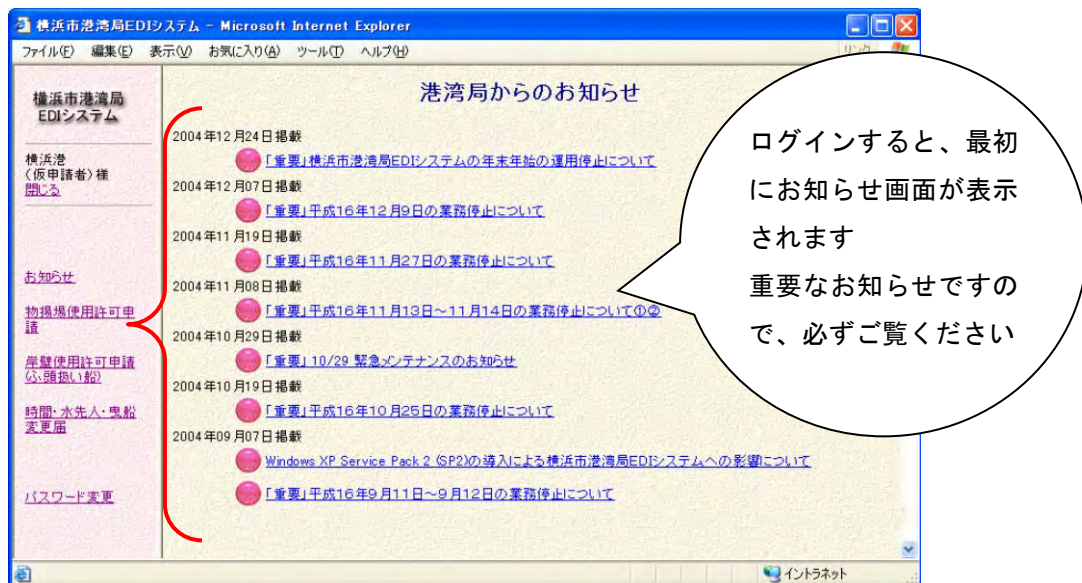 横浜市港湾局EDIシステム - Microsoft Internet Explorer
ファイル(F) 編集(E) 表示(V) お気に入り(A) ツール(T) ヘルプ(H)
リンク
横浜市港湾局
EDIシステム
横浜港
(仮申請者)様
閉じる
お知らせ
物揚場使用許可申
請
岸壁使用許可申請
(ふ頭扱い船)
時間・水先人・曳船
変更届
パスワード変更
港湾局からのお知らせ
2004年12月24日掲載
「重要」横浜市港湾局EDIシステムの年末年始の運用停止について
2004年12月07日掲載
「重要」平成16年12月9日の業務停止について
2004年11月19日掲載
「重要」平成16年11月27日の業務停止について
2004年11月08日掲載
「重要」平成16年11月13日~11月14日の業務停止について①②
2004年10月29日掲載
「重要」10/29 緊急メンテナンスのお知らせ
2004年10月19日掲載
「重要」平成16年10月25日の業務停止について
2004年09月07日掲載
Windows XP Service Pack 2 (SP2)の導入による横浜市港湾局EDIシステムへの影響について
「重要」平成16年9月11日~9月12日の業務停止について
ログインすると、最初
にお知らせ画面が表示
されます
重要なお知らせですの
で、必ずご覧ください
イントラネット